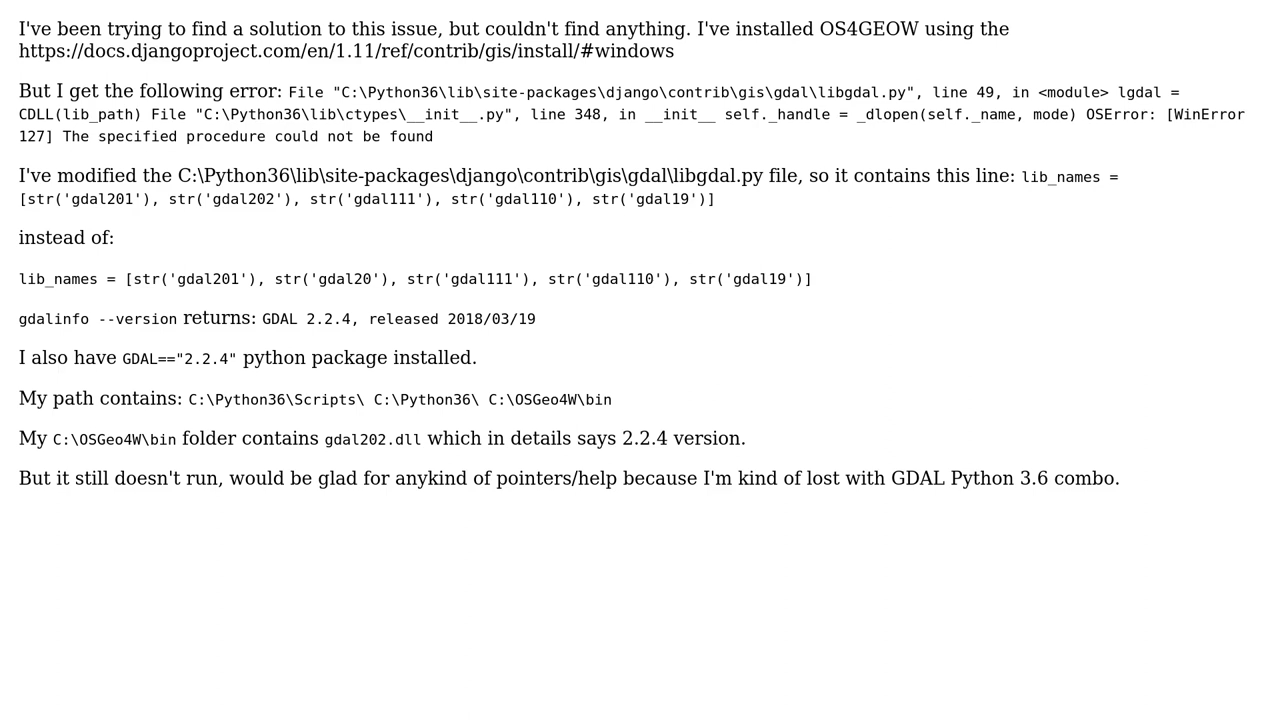 I've been trying to find a solution to this issue, but couldn't find anything. I've installed OS4GEOW using the
https://docs.djangoproject.com/en/1.11/ref/contrib/gis/install/#windows
But I get the following error: File "C:\Python36\lib\site-packages\django\contrib\gis\gdal\libgdal.py", line 49, in <module> lgdal =
CDLL(lib_path) File "C:\Python36\lib\ctypes\__init__.py", line 348, in __init__ self._handle = _dlopen(self._name, mode) OSError: [WinError
127] The specified procedure could not be found
I've modified the C:\Python36\lib\site-packages\django\contrib\gis\gdal\libgdal.py file, so it contains this line: lib_names =
[str('gdal201'), str('gdal202'), str('gdal111'), str('gdal110'), str('gdal19')]
instead of:
lib_names = [str('gdal201'), str('gdal20'), str('gdal111'), str('gdal110'), str('gdal19')]
gdalinfo --version returns: GDAL 2.2.4, released 2018/03/19
I also have GDAL=="2.2.4" python package installed.
My path contains: C:\Python36\Scripts\ C:\Python36\ C:\OSGeo4W\bin
My C:\OSGeo4W\bin folder contains gdal202.dll which in details says 2.2.4 version.
But it still doesn't run, would be glad for anykind of pointers/help because I'm kind of lost with GDAL Python 3.6 combo.